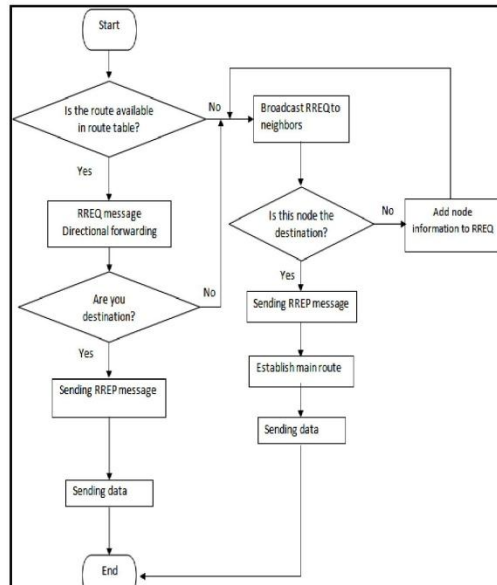 Start
Is the route available
in route table?
No
Broadcast RREQ to
neighbors
Yes
RREQ message
Directional forwarding
Is this node the
destination?
No
Add node
information to RREQ
Are you
destination?
No
Yes
Sending RREP message
Yes
Sending RREP message
Establish main route
Sending data
Sending data
End